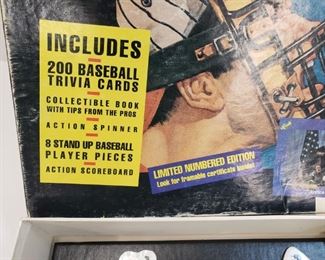 INCLUDES
200 BASEBALL
TRIVIA CARDS
COLLECTIBLE BOOK
WITH TIPS FROM THE PROS
ACTION SPINNER
8 STAND UP BASEBALL
PLAYER PIECES
ACTION SCOREBOARD
LIMITED NUMBERED EDITION
Look for framable certificate inside!